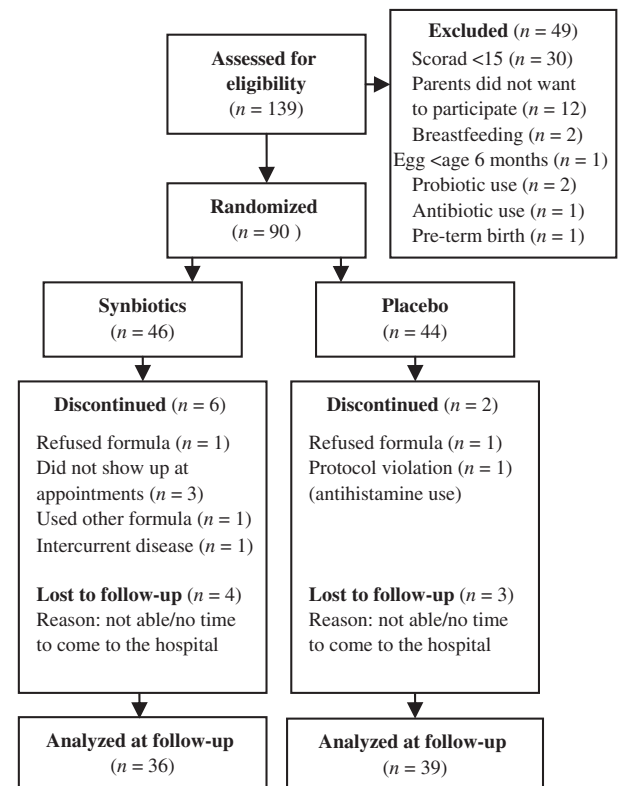 Assessed for
eligibility
(n = 139)
Excluded (n = 49)
Scorad <15 (n = 30)
Parents did not want
to participate (n = 12)
Breastfeeding (n = 2)
Egg <age 6 months (n = 1)
Probiotic use (n = 2)
Antibiotic use (n = 1)
Pre-term birth (n = 1)
Randomized
(n = 90 )
Synbiotics
(n = 46)
Placebo
(n = 44)
Discontinued (n = 6)
Refused formula (n = 1)
Did not show up at
appointments (n = 3)
Used other formula (n = 1)
Intercurrent disease (n = 1)
Lost to follow-up (n = 4)
Reason: not able/no time
to come to the hospital
Discontinued (n = 2)
Refused formula (n = 1)
Protocol violation (n = 1)
(antihistamine use)
Lost to follow-up (n = 3)
Reason: not able/no time
to come to the hospital
Analyzed at follow-up
(n = 36)
Analyzed at follow-up
(n = 39)